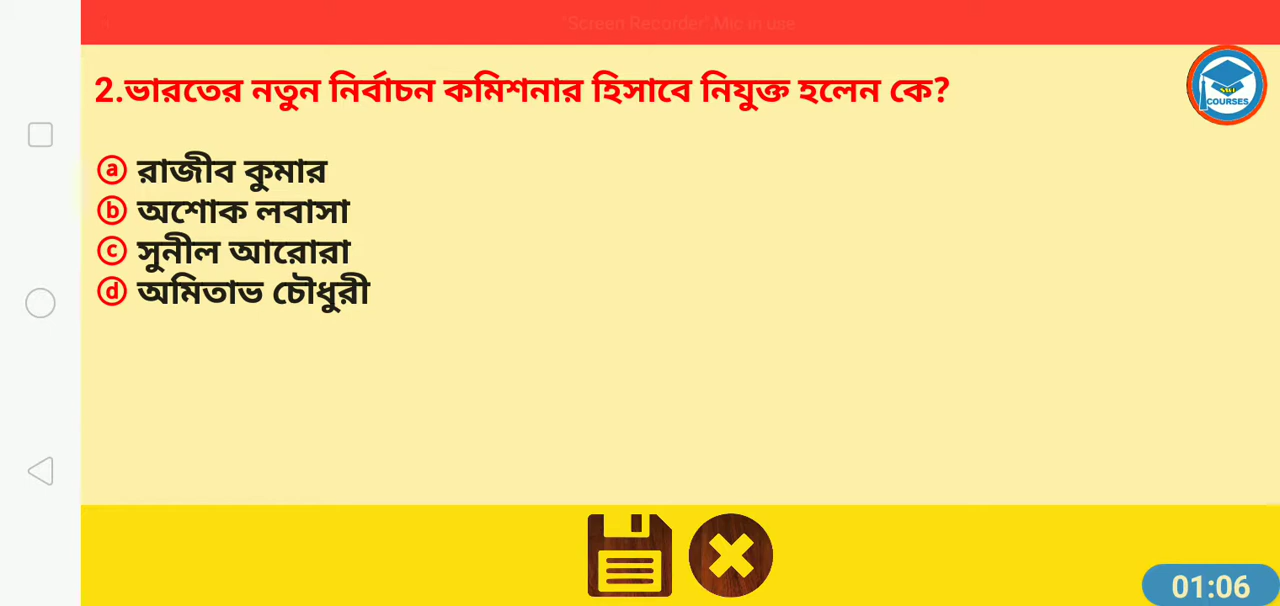 "Screen Recorder",Mic in use
2.ভারতের নতুন নির্বাচন কমিশনার হিসাবে নিযুক্ত হলেন কে?
SWI
COURSES
ⓐ রাজীব কুমার
ⓑ অশোক লবাসা
ⓒ সুনীল আরোরা
ⓓ অমিতাভ চৌধুরী
01:06